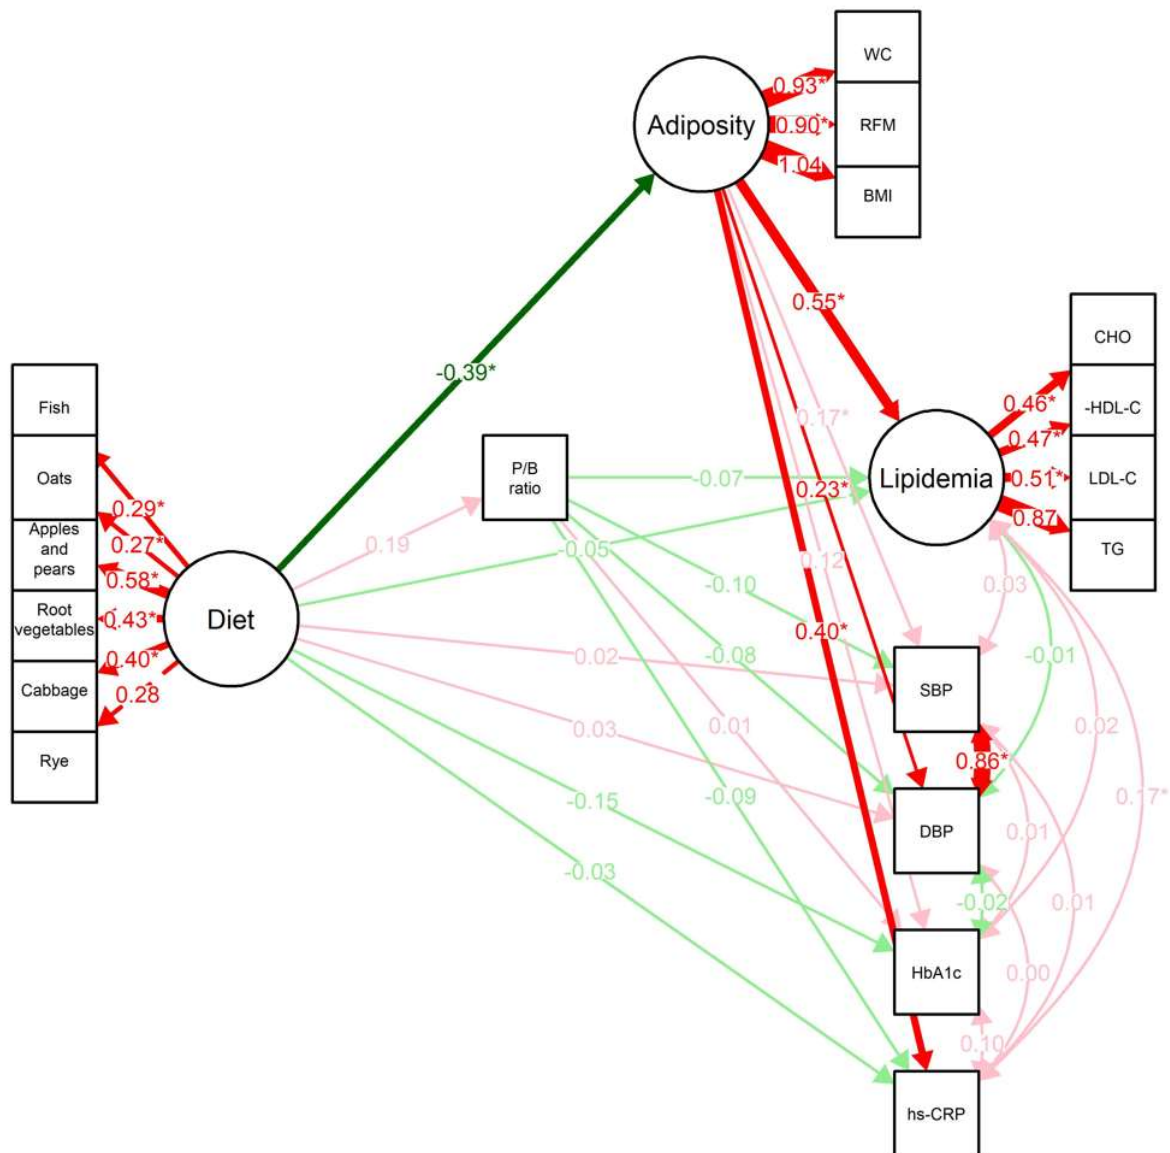 WC
0.93*
Adiposity
0.90*
RFM
1.04
BMI
0.55*
CHO
-0.39*
0.46*
-HDL-C
Fish
0.17*
0.47*
P/B
ratio
-0.07
Lipidemia
0.51*
LDL-C
Oats
0.23*
0.29*
0.87
Apples
and
pears
0.27*
0.19
-0.05
0.12
TG
0.58*
-0.10
0.03
Root
vegetables
0.43*
Diet
0.40*
0.40*
-0.08
-0.01
0.02
Cabbage
0.28
SBP
0.03
0.01
0.02
Rye
0.86*
-0.15
-0.09
0.17*
DBP
0.01
-0.03
-0.02
0.01
HbA1c
0.00
0.10
hs-CRP